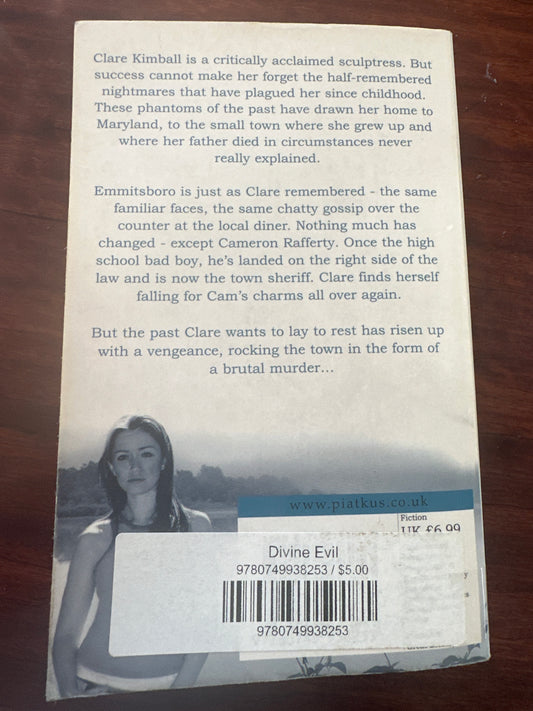 Clare Kimball is a critically acclaimed sculptress. But
success cannot make her forget the half-remembered
nightmares that have plagued her since childhood.
These phantoms of the past have drawn her home to
Maryland, to the small town where she grew up and
where her father died in circumstances never
really explained.
Emmitsboro is just as Clare remembered - the same
familiar faces, the same chatty gossip over the
counter at the local diner. Nothing much has
changed - except Cameron Rafferty. Once the high
school bad boy, he's landed on the right side of the
law and is now the town sheriff. Clare finds herself
falling for Cam's charms all over again.
But the past Clare wants to lay to rest has risen up
with a vengeance, rocking the town in the form of
a brutal murder...
www.piatkus.co.uk
Fiction
UK £6.99
Divine Evil
9780749938253 / $5.00
9780749938253